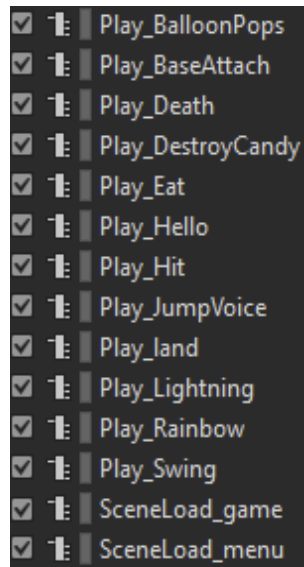 Play_BalloonPops
Play_BaseAttach
Play_Death
Play_DestroyCandy
Play_Eat
Play_Hello
Play_Hit
Play_JumpVoice
Play_land
Play_Lightning
Play_Rainbow
Play_Swing
SceneLoad_game
SceneLoad_menu